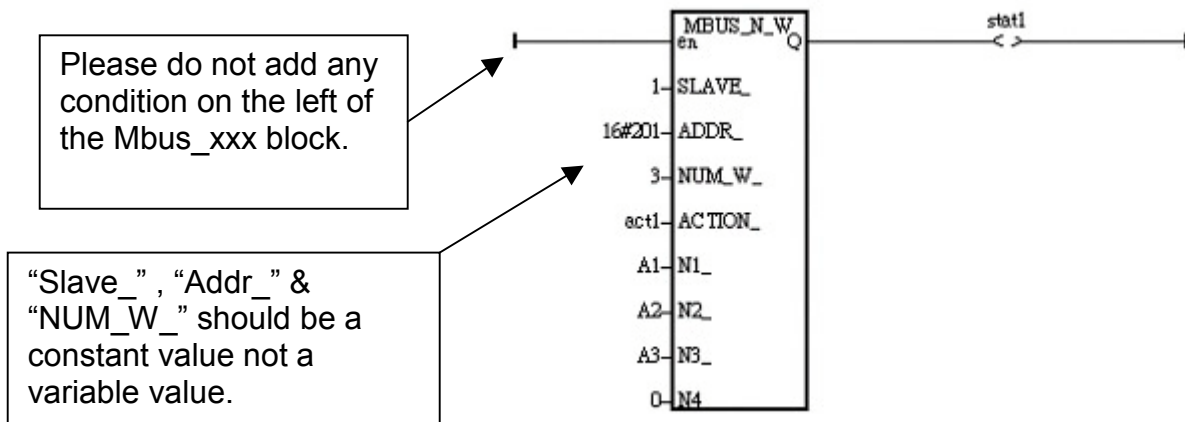 Please do not add any
condition on the left of
the Mbus_xxx block.
“Slave_” , “Addr_” &
“NUM_W_” should be a
constant value not a
variable value.
MBUS_N_W
en Q
stat1
< >
1 SLAVE_
16#201 ADDR_
3 NUM_W_
act1 ACTION_
A1 N1_
A2 N2_
A3 N3_
0 N4